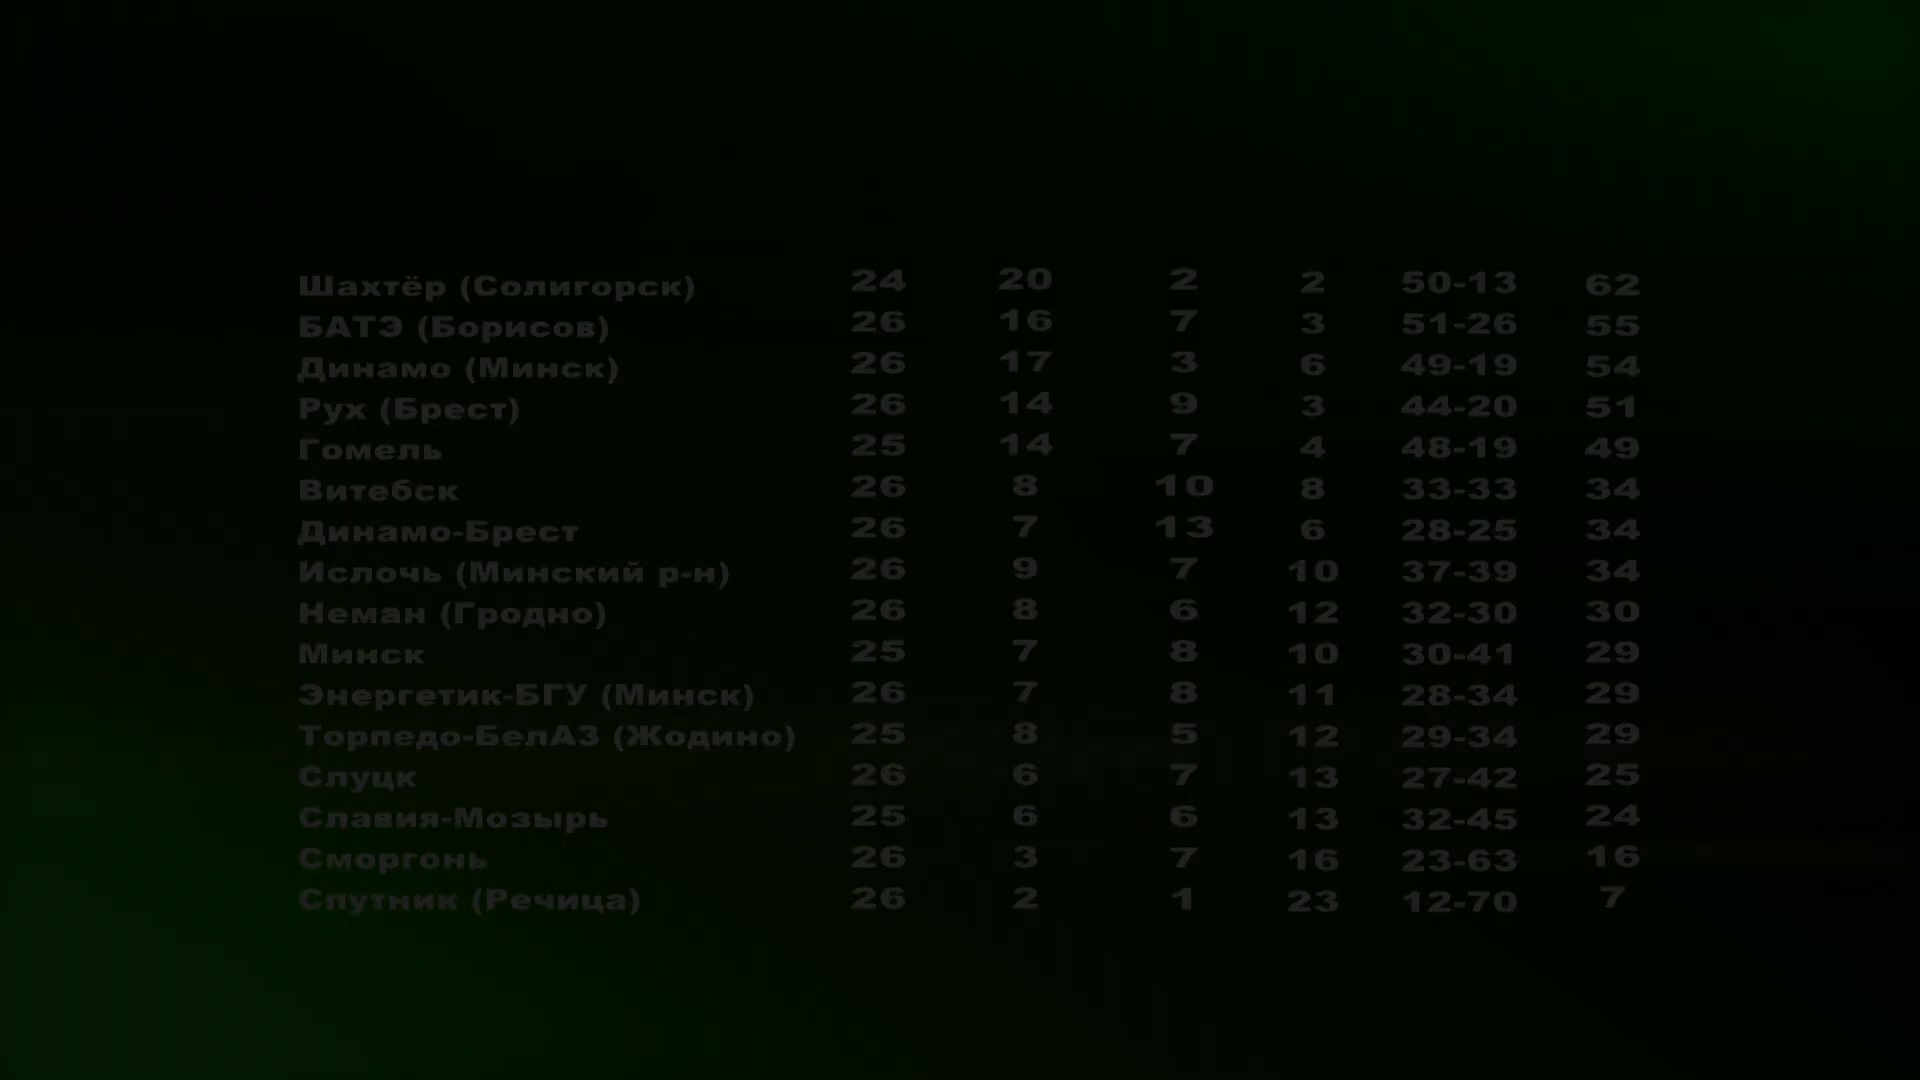 Шахтёр (Солигорск) 24 20 2 2 50-13 62
БАТЭ (Борисов) 26 16 7 3 51-26 55
Динамо (Минск) 26 17 3 6 49-19 54
Рух (Брест) 26 14 9 3 44-20 51
Гомель 25 14 7 4 48-19 49
Витебск 26 8 10 8 33-33 34
Динамо-Брест 26 7 13 6 28-25 34
Ислочь (Минский р-н) 26 9 7 10 37-39 34
Неман (Гродно) 26 8 6 12 32-30 30
Минск 25 7 8 10 30-41 29
Энергетик-БГУ (Минск) 26 7 8 11 28-34 29
Торпедо-БелАЗ (Жодино) 25 8 5 12 29-34 29
Слуцк 26 6 7 13 27-42 25
Славия-Мозырь 25 6 6 13 32-45 24
Сморгонь 26 3 7 16 23-63 16
Спутник (Речица) 26 2 1 23 12-70 7